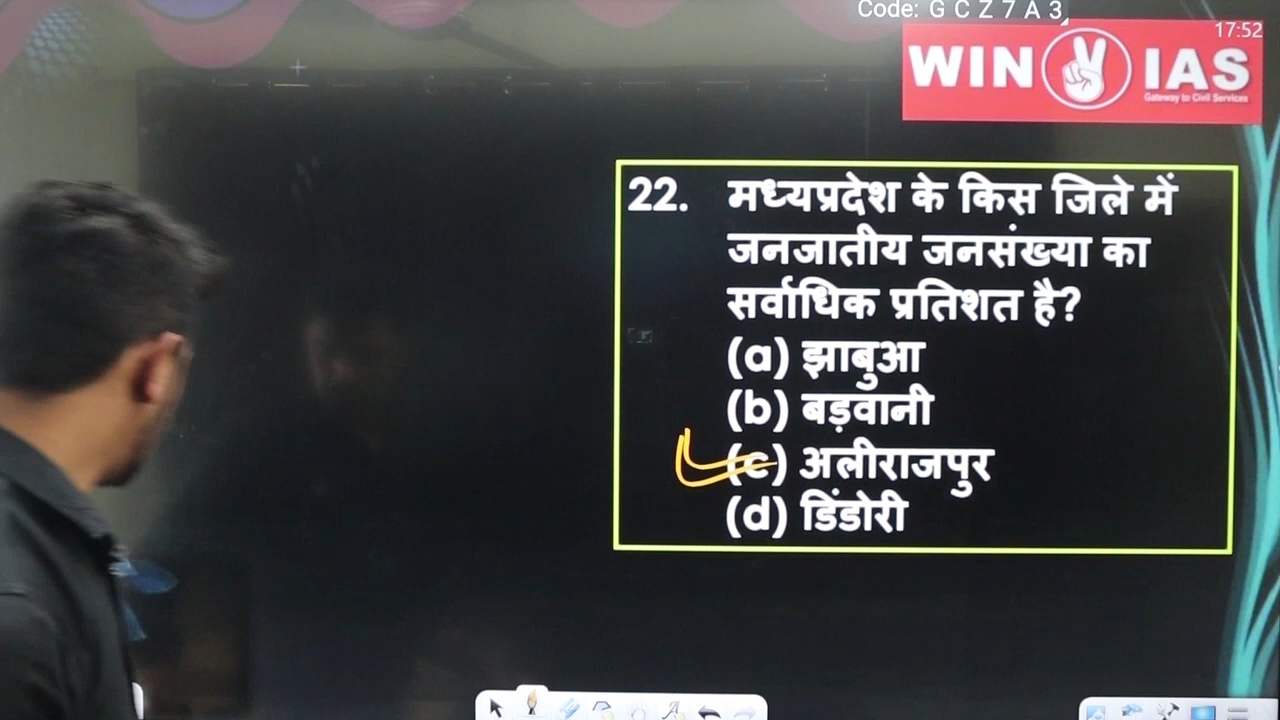 Code: G C Z 7 A 3
17:52
WIN IAS
Gateway to Civil Services
22. मध्यप्रदेश के किस जिले में
जनजातीय जनसंख्या का
सर्वाधिक प्रतिशत है?
(a) झाबुआ
(b) बड़वानी
(c) अलीराजपुर
(d) डिंडोरी